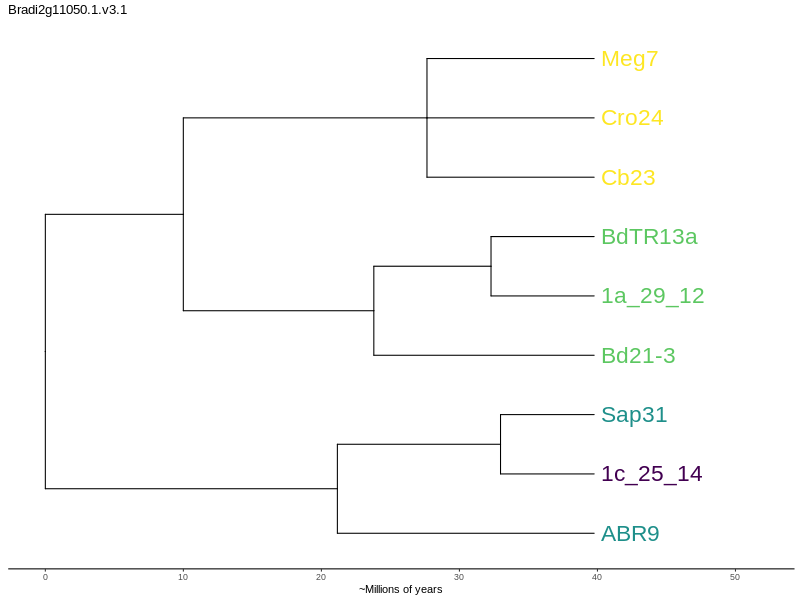 Bradi2g11050.1.v3.1
Meg7
Cro24
Cb23
BdTR13a
1a_29_12
Bd21-3
Sap31
1c_25_14
ABR9
0 10 20 30 40 50
~Millions of years